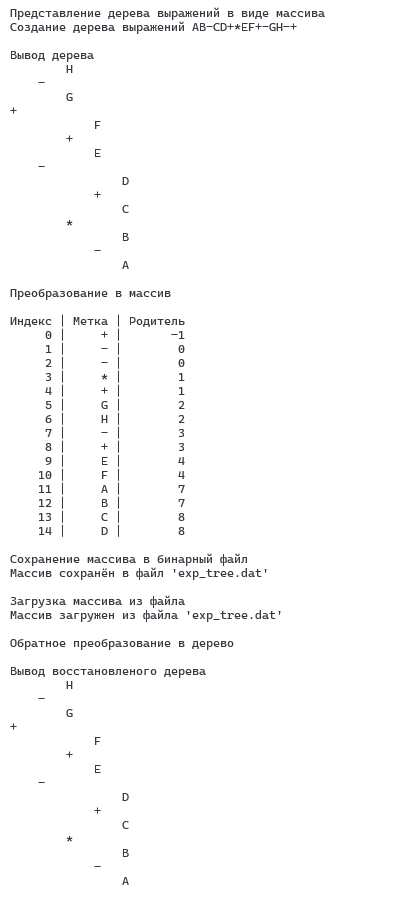 Представление дерева выражений в виде массива
Создание дерева выражений AB−CD+*EF+−GH−+

Вывод дерева
        H
    −
        G
+
            F
        +
            E
    −
                D
            +
                C
        *
                B
            −
                A

Преобразование в массив

Индекс | Метка | Родитель
     0 |     + |       −1
     1 |     − |        0
     2 |     − |        0
     3 |     * |        1
     4 |     + |        1
     5 |     G |        2
     6 |     H |        2
     7 |     − |        3
     8 |     + |        3
     9 |     E |        4
    10 |     F |        4
    11 |     A |        7
    12 |     B |        7
    13 |     C |        8
    14 |     D |        8

Сохранение массива в бинарный файл
Массив сохранён в файл 'exp_tree.dat'

Загрузка массива из файла
Массив загружен из файла 'exp_tree.dat'

Обратное преобразование в дерево

Вывод восстановленого дерева
        H
    −
        G
+
            F
        +
            E
    −
                D
            +
                C
        *
                B
            −
                A